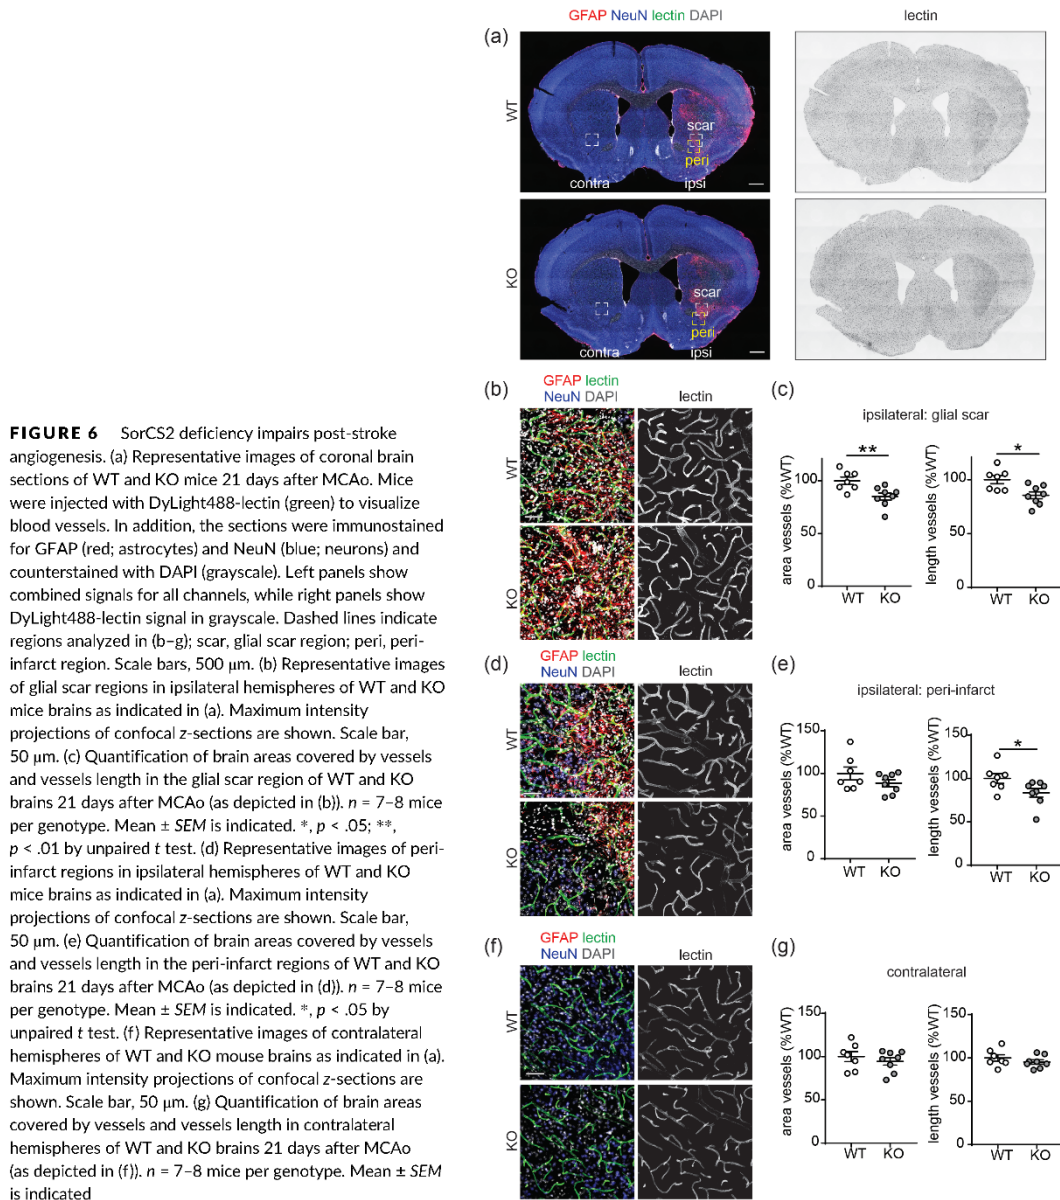 FIGURE 6 SorCS2 deficiency impairs post-stroke
angiogenesis. (a) Representative images of coronal brain
sections of WT and KO mice 21 days after MCAo. Mice
were injected with DyLight488-lectin (green) to visualize
blood vessels. In addition, the sections were immunostained
for GFAP (red; astrocytes) and NeuN (blue; neurons) and
counterstained with DAPI (grayscale). Left panels show
combined signals for all channels, while right panels show
DyLight488-lectin signal in grayscale. Dashed lines indicate
regions analyzed in (b–g); scar, glial scar region; peri, peri-
infarct region. Scale bars, 500 μm. (b) Representative images
of glial scar regions in ipsilateral hemispheres of WT and KO
mice brains as indicated in (a). Maximum intensity
projections of confocal z-sections are shown. Scale bar,
50 μm. (c) Quantification of brain areas covered by vessels
and vessels length in the glial scar region of WT and KO
brains 21 days after MCAo (as depicted in (b)). n = 7–8 mice
per genotype. Mean ± SEM is indicated. *, p < .05; **,
p < .01 by unpaired t test. (d) Representative images of peri-
infarct regions in ipsilateral hemispheres of WT and KO
mice brains as indicated in (a). Maximum intensity
projections of confocal z-sections are shown. Scale bar,
50 μm. (e) Quantification of brain areas covered by vessels
and vessels length in the peri-infarct regions of WT and KO
brains 21 days after MCAo (as depicted in (d)). n = 7–8 mice
per genotype. Mean ± SEM is indicated. *, p < .05 by
unpaired t test. (f) Representative images of contralateral
hemispheres of WT and KO mouse brains as indicated in (a).
Maximum intensity projections of confocal z-sections are
shown. Scale bar, 50 μm. (g) Quantification of brain areas
covered by vessels and vessels length in contralateral
hemispheres of WT and KO brains 21 days after MCAo
(as depicted in (f)). n = 7–8 mice per genotype. Mean ± SEM
is indicated
(a)
GFAP NeuN lectin DAPI
lectin
WT
scar
peri
contra
ipsi
KO
scar
peri
contra
ipsi
(b)
GFAP lectin
NeuN DAPI
lectin
WT
KO
(c)
ipsilateral: glial scar
area vessels (%WT)
100
50
0
**
WT KO
length vessels (%WT)
100
50
0
*
WT KO
(d)
GFAP lectin
NeuN DAPI
lectin
WT
KO
(e)
ipsilateral: peri-infarct
area vessels (%WT)
150
100
50
0
WT KO
length vessels (%WT)
150
100
50
0
*
WT KO
(f)
GFAP lectin
NeuN DAPI
lectin
WT
KO
(g)
contralateral
area vessels (%WT)
150
100
50
0
WT KO
length vessels (%WT)
150
100
50
0
WT KO